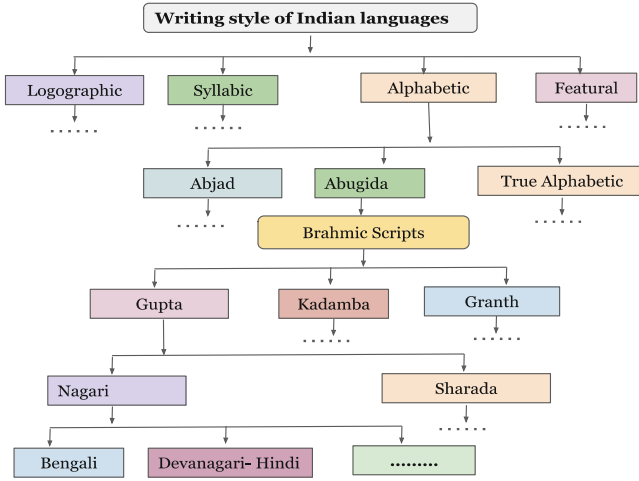 Writing style of Indian languages
Logographic
Syllabic
Alphabetic
Featural
.......
.......
.......
Abjad
Abugida
True Alphabetic
.......
.......
Brahmic Scripts
Gupta
Kadamba
Granth
.......
.......
Nagari
Sharada
.......
Bengali
Devanagari- Hindi
.........